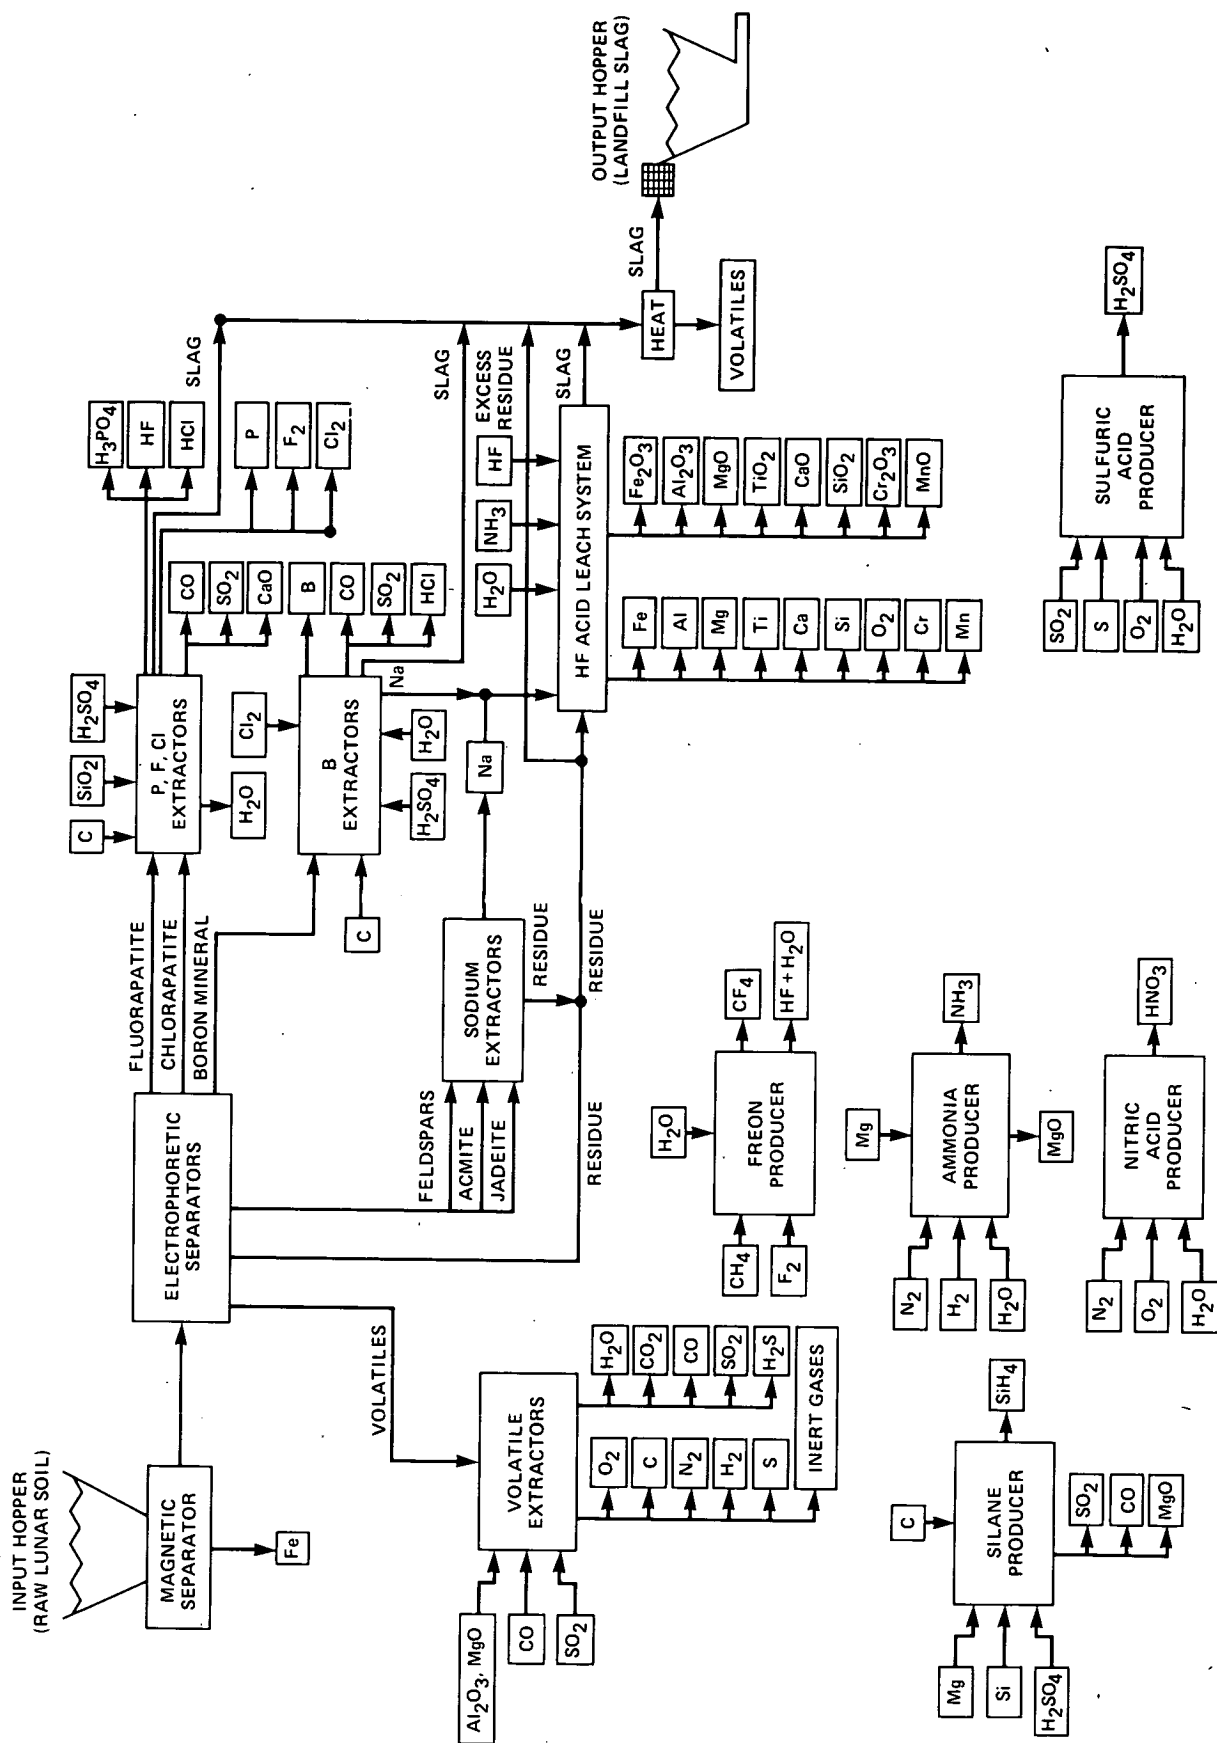 INPUT HOPPER
(RAW LUNAR SOIL)
MAGNETIC
SEPARATOR
Fe
ELECTROPHORETIC
SEPARATORS
FLUORAPATITE
CHLORAPATITE
BORON MINERAL
C
SiO2
H2SO4
P, F, Cl
EXTRACTORS
H2O
H3PO4
HF
HCl
SLAG
P
F2
Cl2
CO
SO2
CaO
B
CO
SO2
HCl
Cl2
B
EXTRACTORS
C
H2SO4
H2O
Na
SLAG
FELDSPARS
ACMITE
JADEITE
SODIUM
EXTRACTORS
Na
RESIDUE
RESIDUE
RESIDUE
EXCESS
RESIDUE
H2O
NH3
HF
HF ACID LEACH SYSTEM
SLAG
Fe
Al
Mg
Ti
Ca
Si
O2
Cr
Mn
Fe2O3
Al2O3
MgO
TiO2
CaO
SiO2
Cr2O3
MnO
HEAT
VOLATILES
SLAG
OUTPUT HOPPER
(LANDFILL SLAG)
VOLATILES
Al2O3, MgO
CO
SO2
VOLATILE
EXTRACTORS
O2
C
N2
H2
S
INERT GASES
H2O
CO2
CO
SO2
H2S
H2O
CH4
F2
FREON
PRODUCER
CF4
HF + H2O
Mg
N2
H2
H2O
AMMONIA
PRODUCER
NH3
MgO
N2
O2
H2O
NITRIC
ACID
PRODUCER
HNO3
C
Mg
Si
H2SO4
SILANE
PRODUCER
SiH4
SO2
CO
MgO
SO2
S
O2
H2O
SULFURIC
ACID
PRODUCER
H2SO4